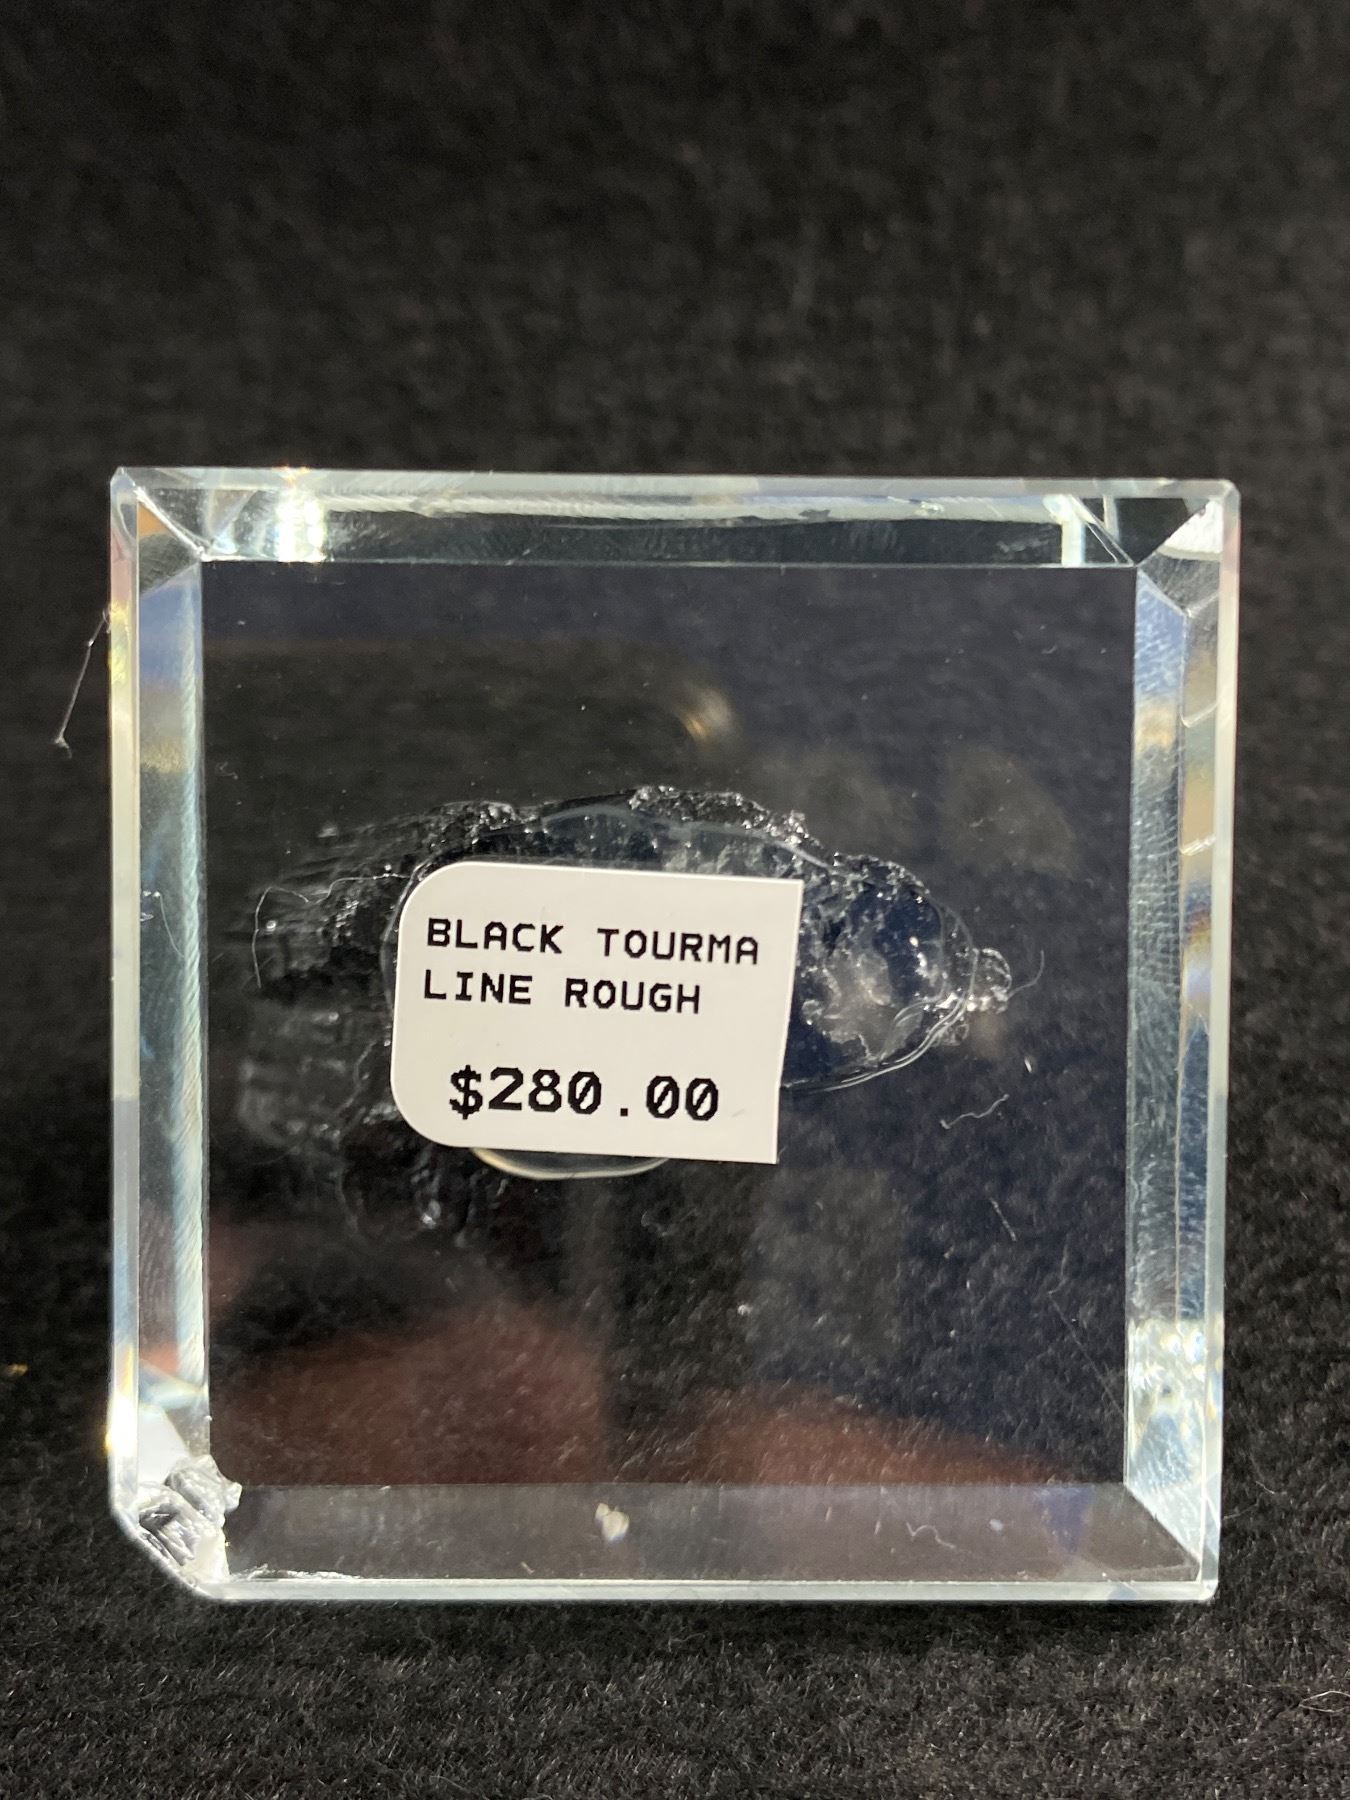 BLACK TOURMA
LINE ROUGH
$280.00